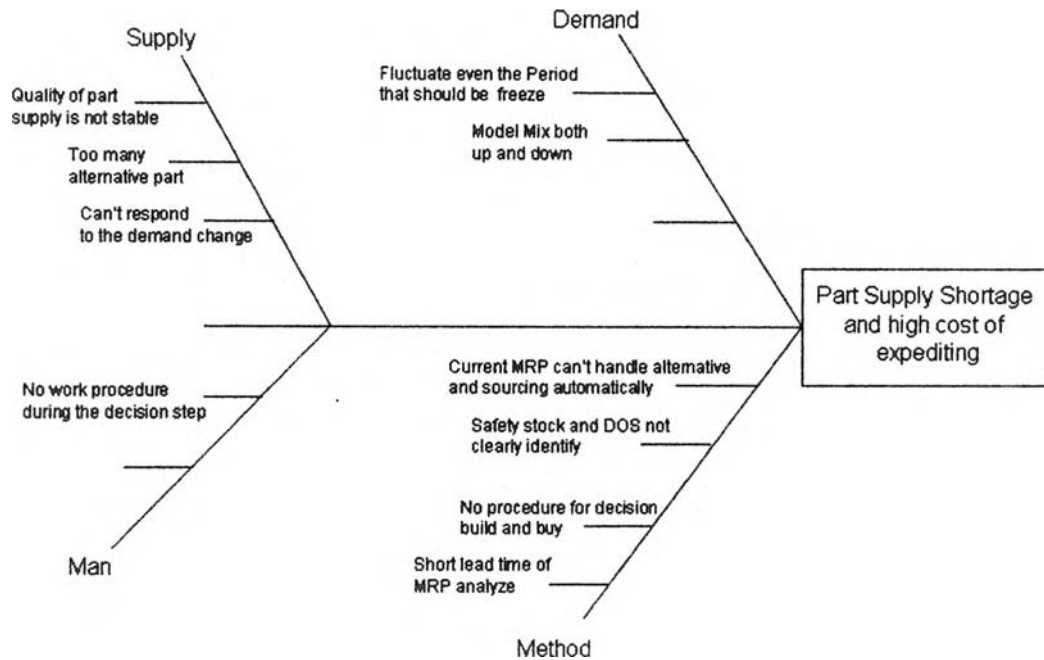 Supply
Quality of part
supply is not stable
Too many
alternative part
Can't respond
to the demand change
Demand
Fluctuate even the Period
that should be freeze
Model Mix both
up and down
Part Supply Shortage
and high cost of
expediting
No work procedure
during the decision step
Man
Current MRP can't handle alternative
and sourcing automatically
Safety stock and DOS not
clearly identify
No procedure for decision
build and buy
Short lead time of
MRP analyze
Method